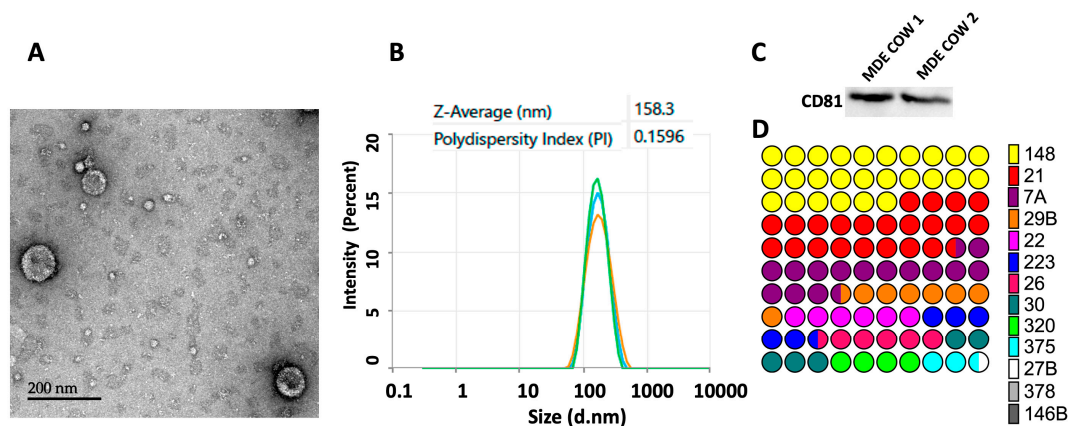 A
200 nm
B
Z-Average (nm) 158.3
Polydispersity Index (PI) 0.1596
Intensity (Percent)
20
15
10
5
0
0.1 1 10 100 1000 10000
Size (d.nm)
C
MDE COW 1
MDE COW 2
CD81
D
148
21
7A
29B
22
223
26
30
320
375
27B
378
146B